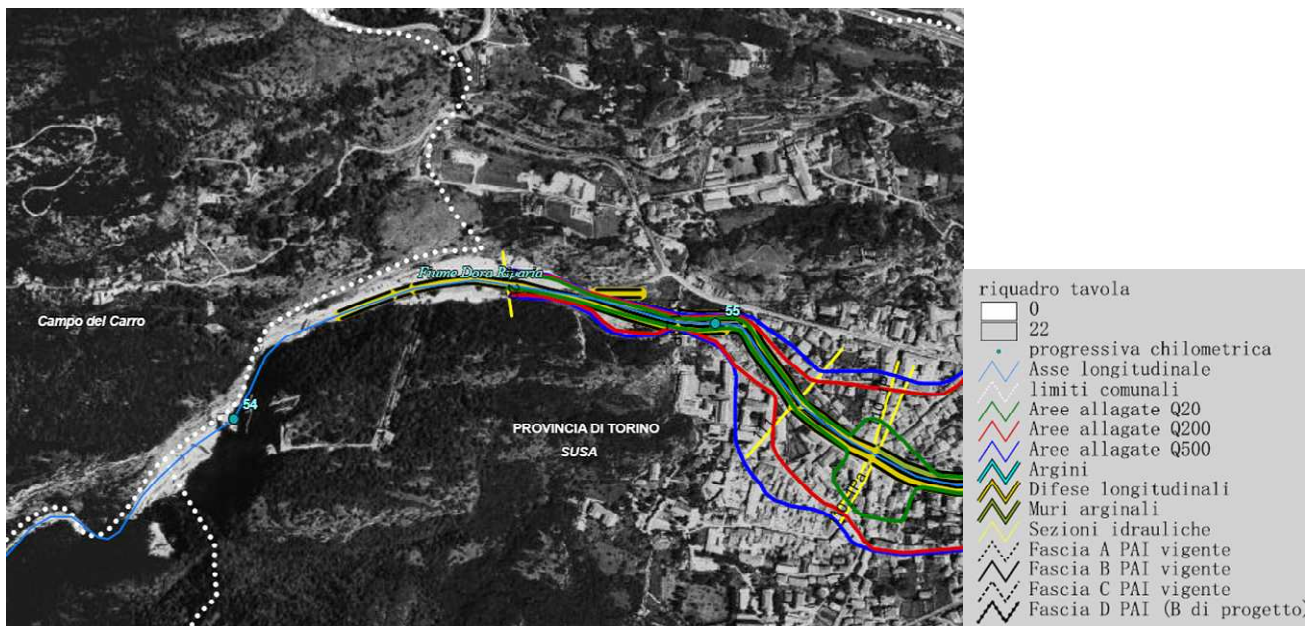 Fiume Dora Riparia
55
Campo del Carro
54
PROVINCIA DI TORINO
SUSA
riquadro tavola
0
22
progressiva chilometrica
Asse longitudinale
limiti comunali
Aree allagate Q20
Aree allagate Q200
Aree allagate Q500
Argini
Difese longitudinali
Muri arginali
Sezioni idrauliche
Fascia A PAI vigente
Fascia B PAI vigente
Fascia C PAI vigente
Fascia D PAI (B di progetto)